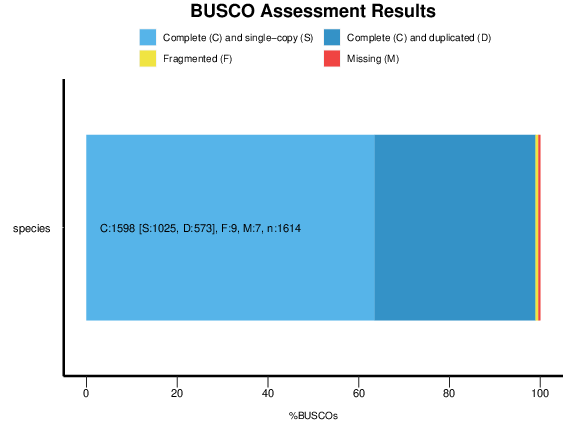 BUSCO Assessment Results
Complete (C) and single−copy (S)
Complete (C) and duplicated (D)
Fragmented (F)
Missing (M)
species
C:1598 [S:1025, D:573], F:9, M:7, n:1614
0 20 40 60 80 100
%BUSCOs